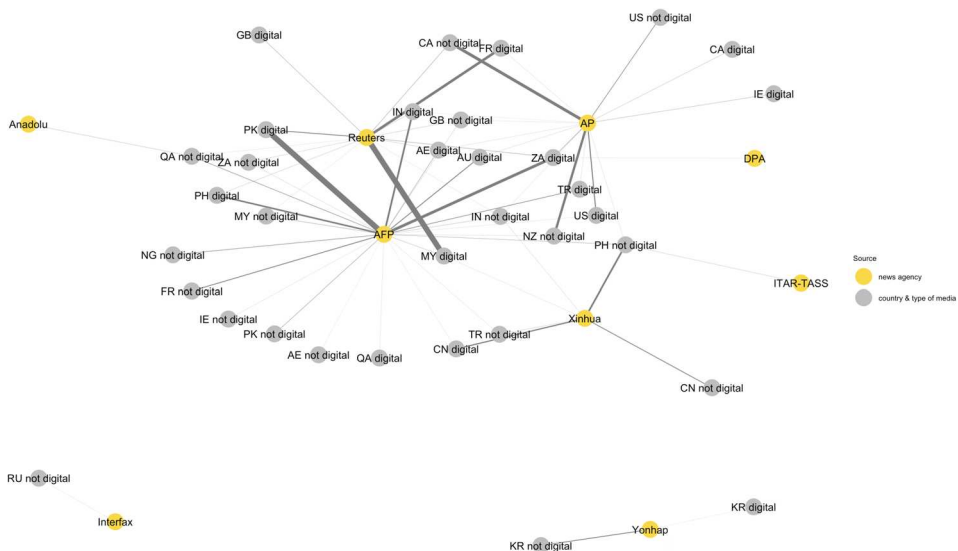 US not digital
GB digital
CA not digital
FR digital
CA digital
IE digital
IN digital
Anadolu
PK digital
Reuters
GB not digital
AP
QA not digital
ZA not digital
AE digital
AU digital
ZA digital
DPA
PH digital
TR digital
MY not digital
IN not digital
US digital
AFP
NZ not digital
PH not digital
NG not digital
MY digital
Source
news agency
ITAR-TASS
FR not digital
country & type of media
IE not digital
Xinhua
PK not digital
TR not digital
CN digital
AE not digital
QA digital
CN not digital
RU not digital
KR digital
Interfax
Yonhap
KR not digital